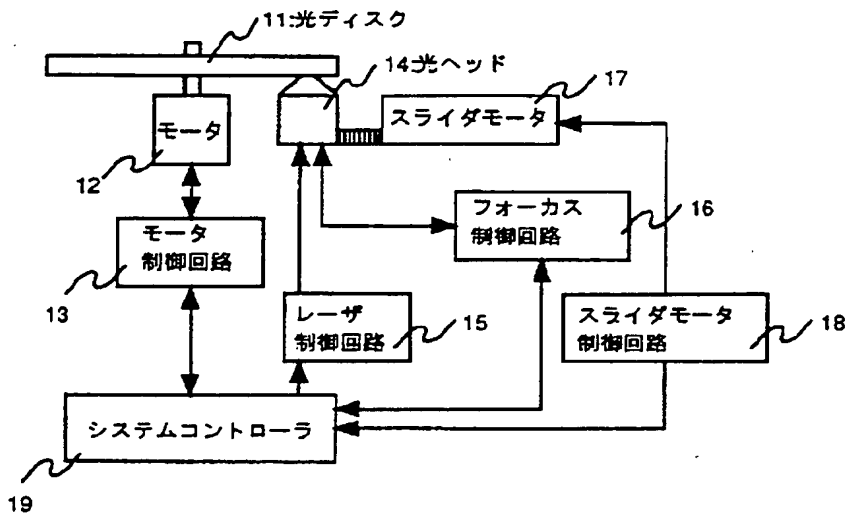 11:光ディスク
14:光ヘッド
17
モータ
スライダモータ
12
フォーカス
制御回路
16
モータ
制御回路
13
レーザ
制御回路
15
スライダモータ
制御回路
18
システムコントローラ
19